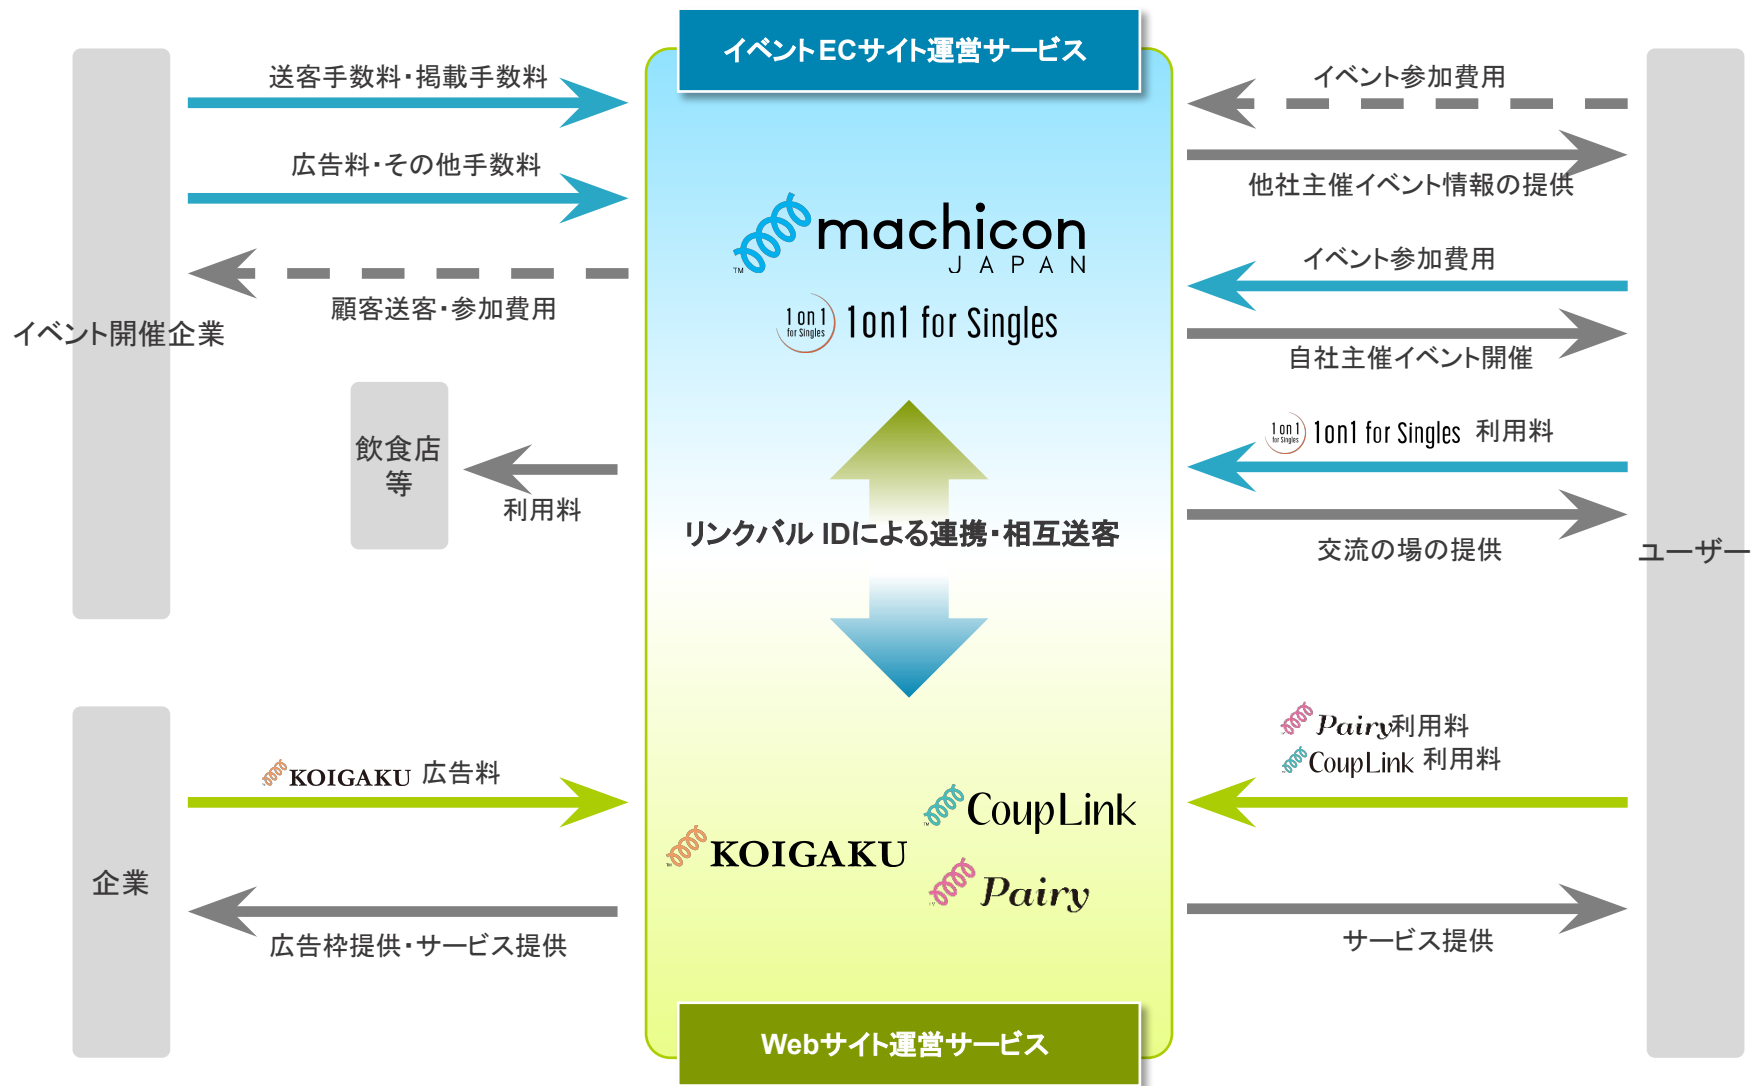 イベントECサイト運営サービス
送客手数料・掲載手数料
広告料・その他手数料
顧客送客・参加費用
イベント開催企業
飲食店
等
利用料
machicon
JAPAN
TM
1on1
for Singles
1on1 for Singles
リンクバル IDによる連携・相互送客
イベント参加費用
他社主催イベント情報の提供
イベント参加費用
自社主催イベント開催
1on1
for Singles
1on1 for Singles 利用料
交流の場の提供
ユーザー
企業
KOIGAKU 広告料
広告枠提供・サービス提供
CoupLink
KOIGAKU
Pairy
Pairy利用料
CoupLink 利用料
サービス提供
Webサイト運営サービス